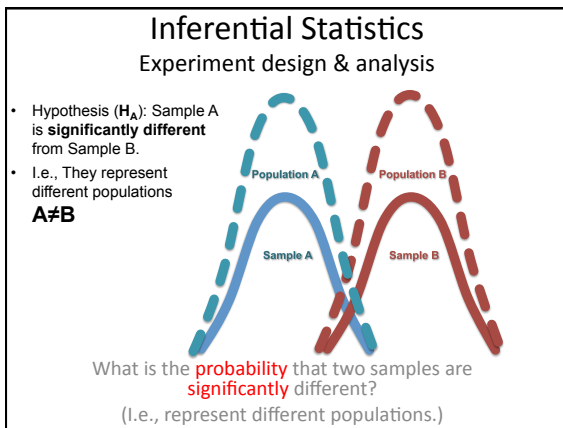 Inferential Statistics
Experiment design & analysis
• Hypothesis (HA): Sample A
is significantly different
from Sample B.
• I.e., They represent
different populations
A≠B
Population A
Population B
Sample A
Sample B
What is the probability that two samples are
significantly different?
(I.e., represent different populations.)